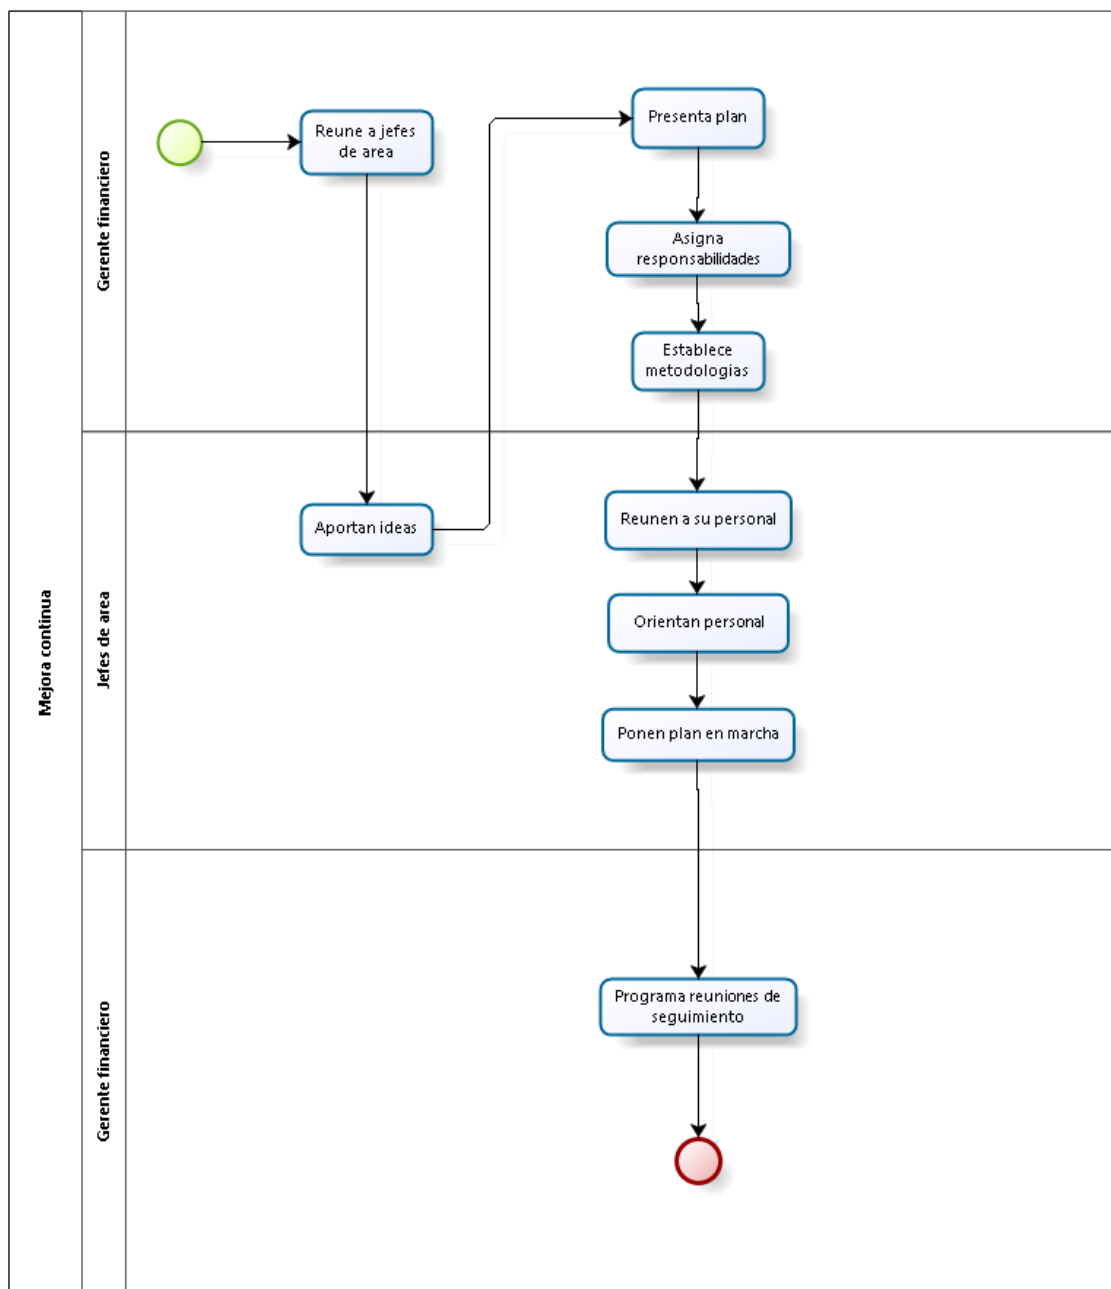 Mejora continua
Gerente financiero
Reune a jefes
de area
Presenta plan
Asigna
responsabilidades
Establece
metodologias
Jefes de area
Aportan ideas
Reunen a su personal
Orientan personal
Ponen plan en marcha
Gerente financiero
Programa reuniones de
seguimiento